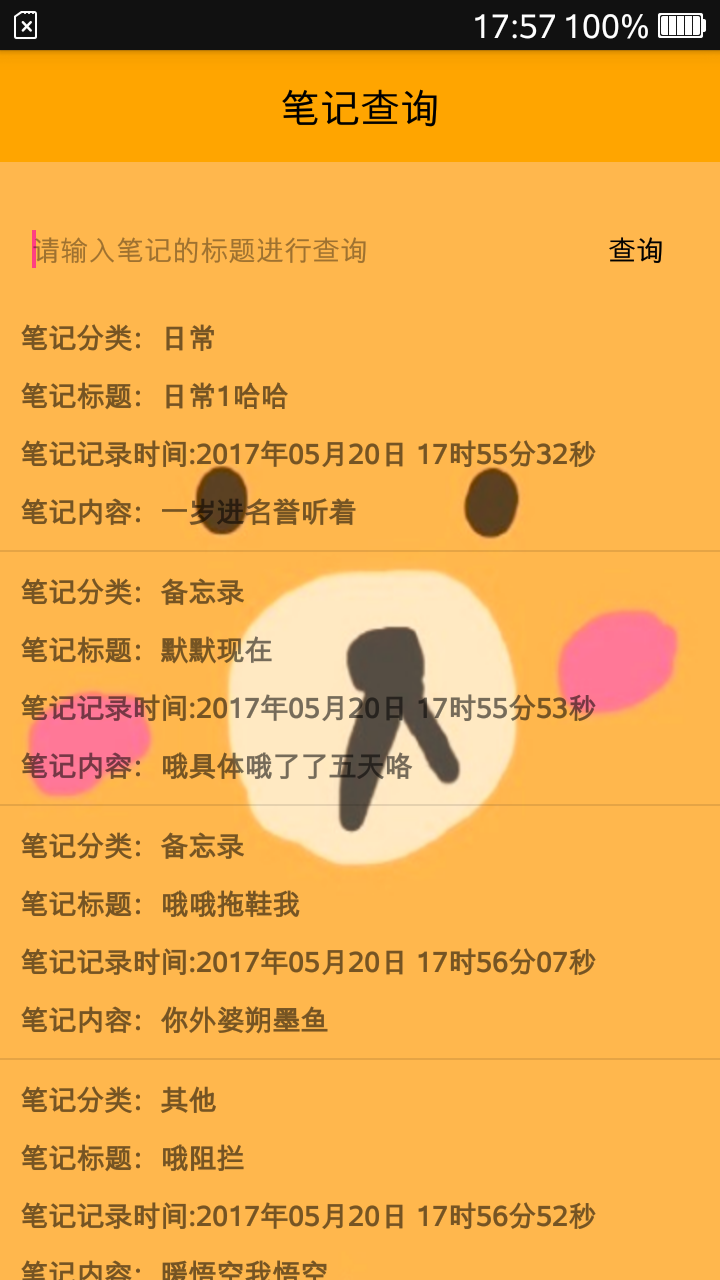 17:57 100%
笔记查询
请输入笔记的标题进行查询 查询
笔记分类： 日常
笔记标题： 日常1哈哈
笔记记录时间:2017年05月20日 17时55分32秒
笔记内容： 一岁进名誉听着
笔记分类： 备忘录
笔记标题： 默默现在
笔记记录时间:2017年05月20日 17时55分53秒
笔记内容： 哦具体哦了了五天咯
笔记分类： 备忘录
笔记标题： 哦哦拖鞋我
笔记记录时间:2017年05月20日 17时56分07秒
笔记内容： 你外婆朔墨鱼
笔记分类： 其他
笔记标题： 哦阻拦
笔记记录时间:2017年05月20日 17时56分52秒
笔记内容： 暖悟空我悟空